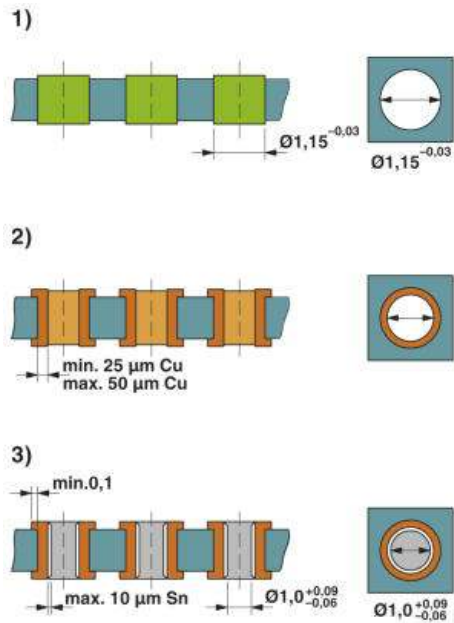 1)
Ø1,15-0,03
Ø1,15-0,03
2)
min. 25 µm Cu
max. 50 µm Cu
3)
min.0,1
max. 10 µm Sn
Ø1,0+0,09
-0,06
Ø1,0+0,09
-0,06